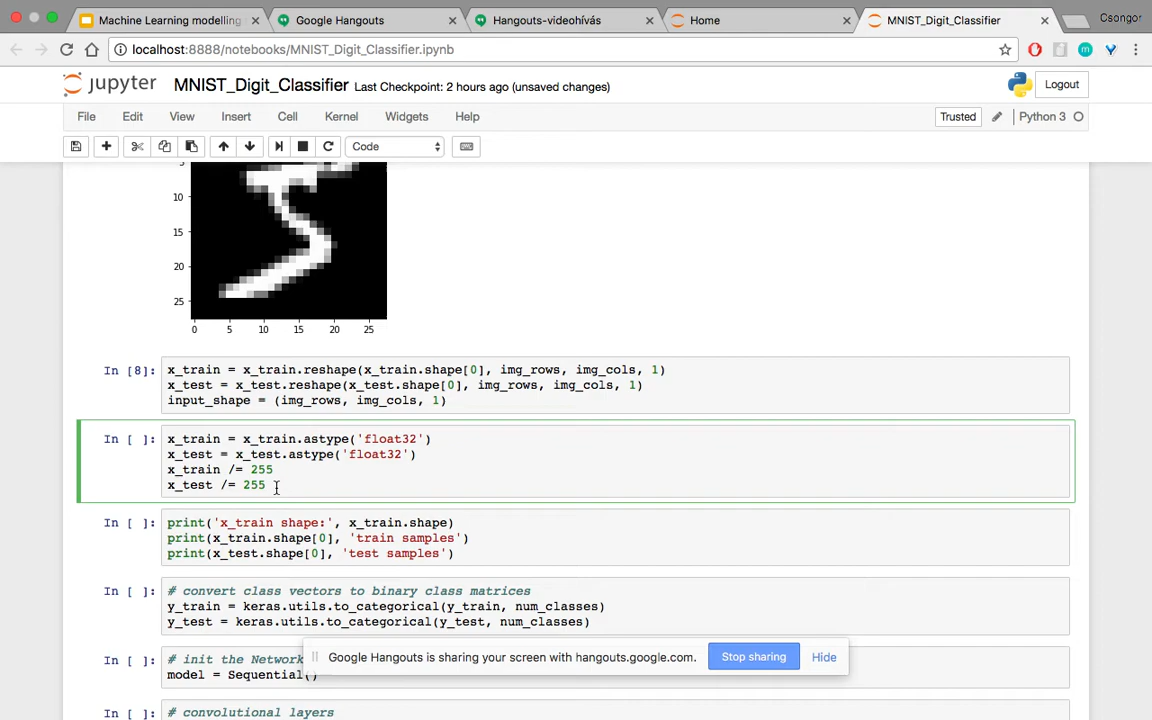 Machine Learning modelling
Google Hangouts
Hangouts-videohívás
Home
MNIST_Digit_Classifier
Csongor
localhost:8888/notebooks/MNIST_Digit_Classifier.ipynb
jupyter MNIST_Digit_Classifier Last Checkpoint: 2 hours ago (unsaved changes)
Logout
File Edit View Insert Cell Kernel Widgets Help
Trusted
Python 3
Code
5
10
15
20
25
0 5 10 15 20 25
In [8]: x_train = x_train.reshape(x_train.shape[0], img_rows, img_cols, 1)
x_test = x_test.reshape(x_test.shape[0], img_rows, img_cols, 1)
input_shape = (img_rows, img_cols, 1)
In [ ]: x_train = x_train.astype('float32')
x_test = x_test.astype('float32')
x_train /= 255
x_test /= 255
In [ ]: print('x_train shape:', x_train.shape)
print(x_train.shape[0], 'train samples')
print(x_test.shape[0], 'test samples')
In [ ]: # convert class vectors to binary class matrices
y_train = keras.utils.to_categorical(y_train, num_classes)
y_test = keras.utils.to_categorical(y_test, num_classes)
Google Hangouts is sharing your screen with hangouts.google.com.
Stop sharing
Hide
In [ ]: # init the Network
model = Sequential()
In [ ]: # convolutional layers